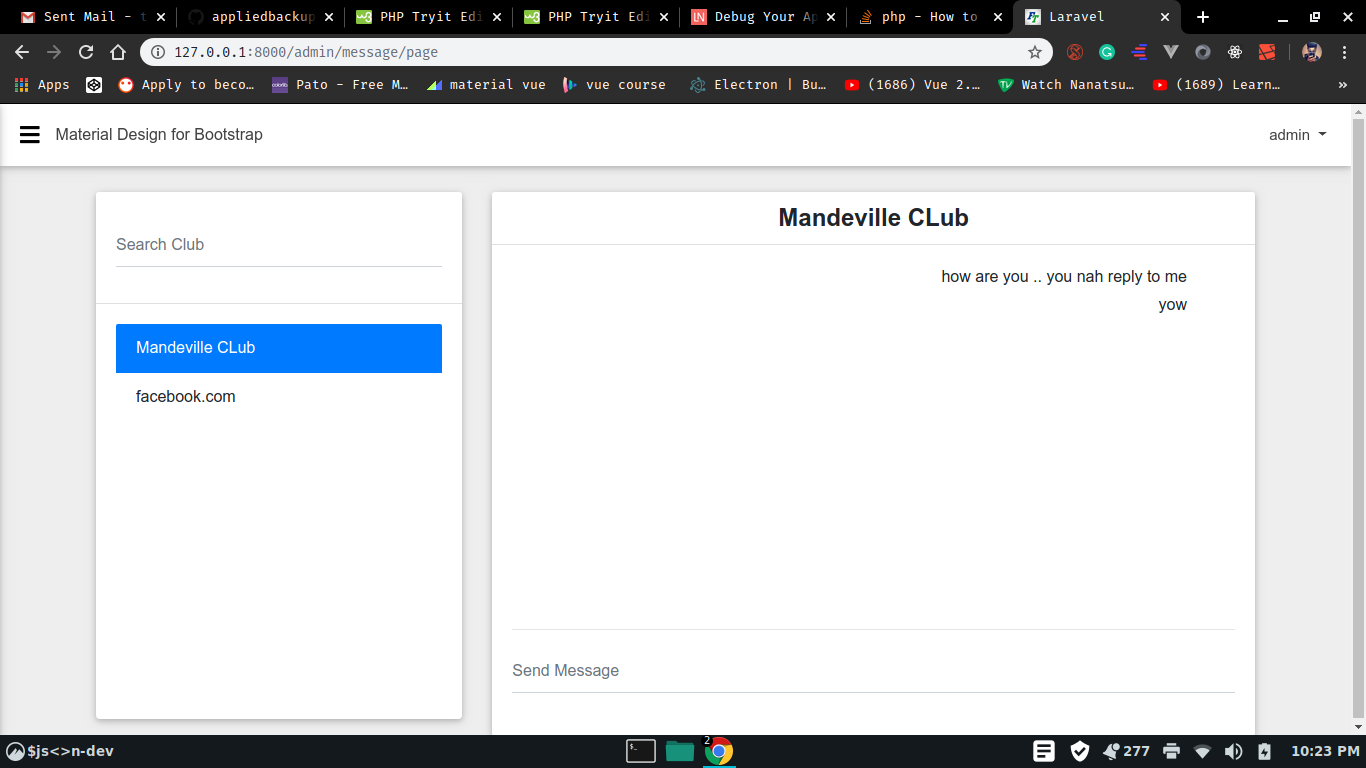 Sent Mail - t
appliedbackup
PHP Tryit Edi
PHP Tryit Edi
Debug Your Ap
php - How to
Laravel
127.0.0.1:8000/admin/message/page
Apps
Apply to beco...
Pato - Free M...
material vue
vue course
Electron | Bu...
(1686) Vue 2....
Watch Nanatsu...
(1689) Learn...
»
Material Design for Bootstrap
admin
Search Club
Mandeville CLub
facebook.com
Mandeville CLub
how are you .. you nah reply to me
yow
Send Message
$js<>n-dev
2
277
10:23 PM